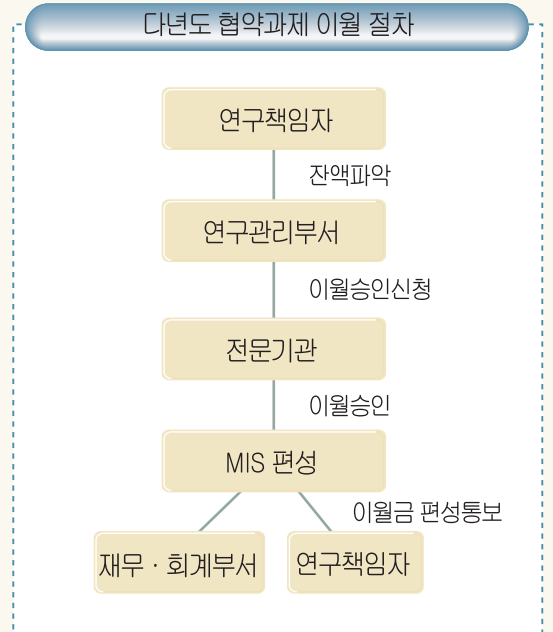 다년도 협약과제 이월 절차
연구책임자
잔액파악
연구관리부서
이월승인신청
전문기관
이월승인
MIS 편성
이월금 편성통보
재무 · 회계부서
연구책임자